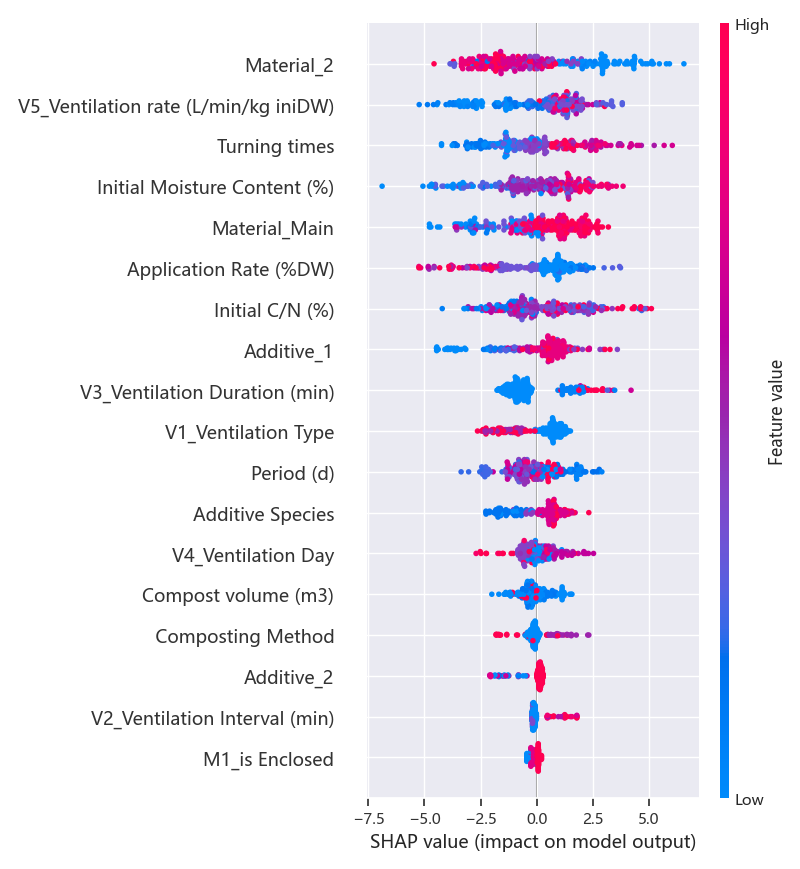 High
Material_2
V5_Ventilation rate (L/min/kg iniDW)
Turning times
Initial Moisture Content (%)
Material_Main
Application Rate (%DW)
Initial C/N (%)
Additive_1
V3_Ventilation Duration (min)
V1_Ventilation Type
Period (d)
Additive Species
V4_Ventilation Day
Compost volume (m3)
Composting Method
Additive_2
V2_Ventilation Interval (min)
M1_is Enclosed
Feature value
Low
−7.5 −5.0 −2.5 0.0 2.5 5.0
SHAP value (impact on model output)